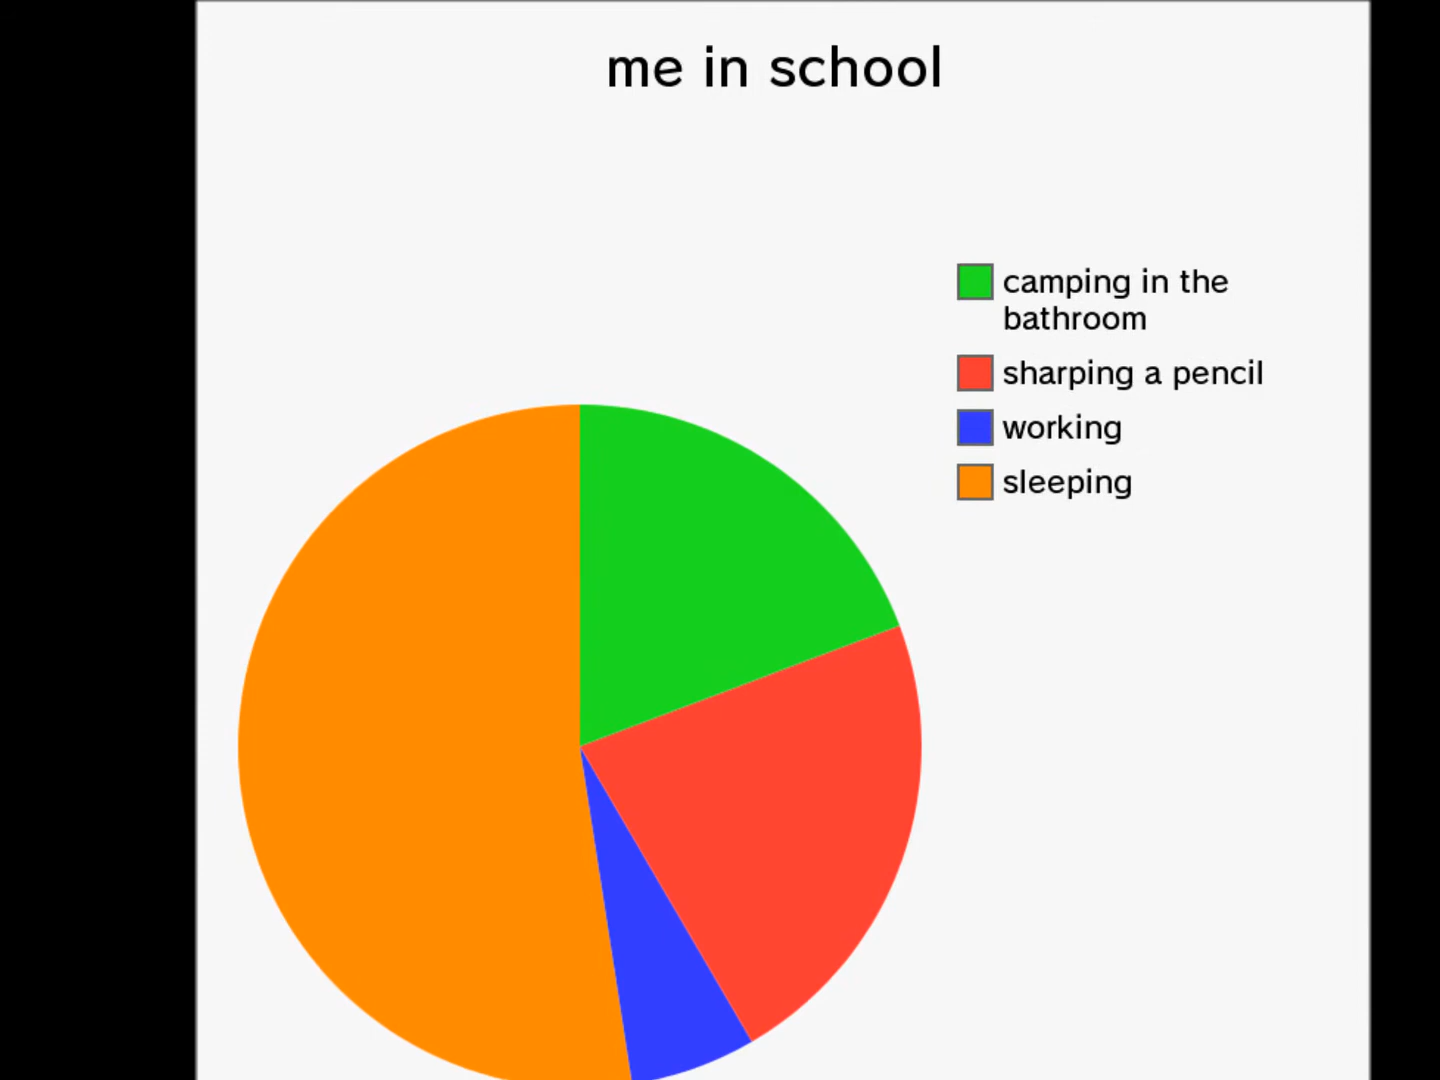 me in school
camping in the
bathroom
sharping a pencil
working
sleeping